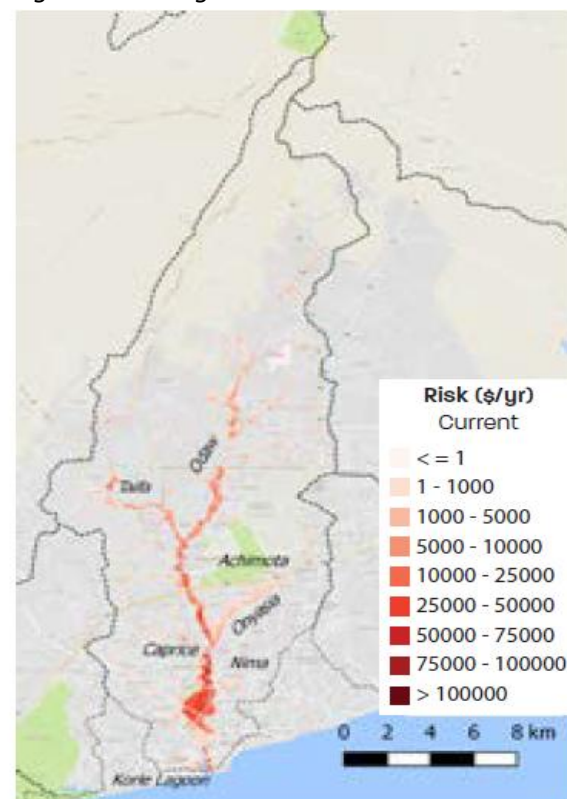 Odaw
Taifa
Achimota
Onyasia
Caprice
Nima
Korle Lagoon
Risk ($/yr)
Current
< = 1
1 - 1000
1000 - 5000
5000 - 10000
10000 - 25000
25000 - 50000
50000 - 75000
75000 - 100000
> 100000
0 2 4 6 8 km